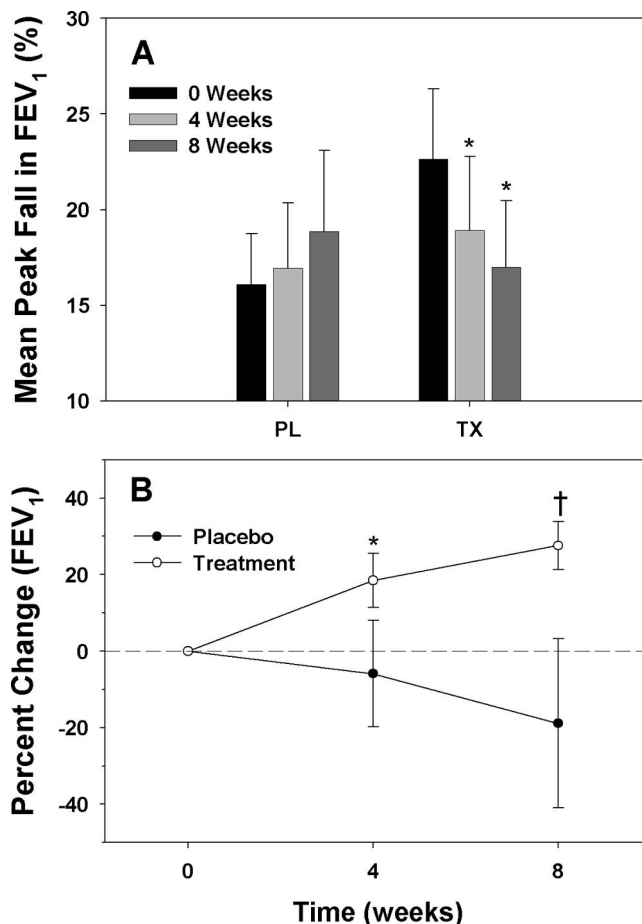 Mean Peak Fall in FEV₁ (%)
30
25
20
15
10
A
0 Weeks
4 Weeks
8 Weeks
*
*
PL
TX
Percent Change (FEV₁)
40
20
0
-20
-40
B
Placebo
Treatment
*
†
0
4
8
Time (weeks)